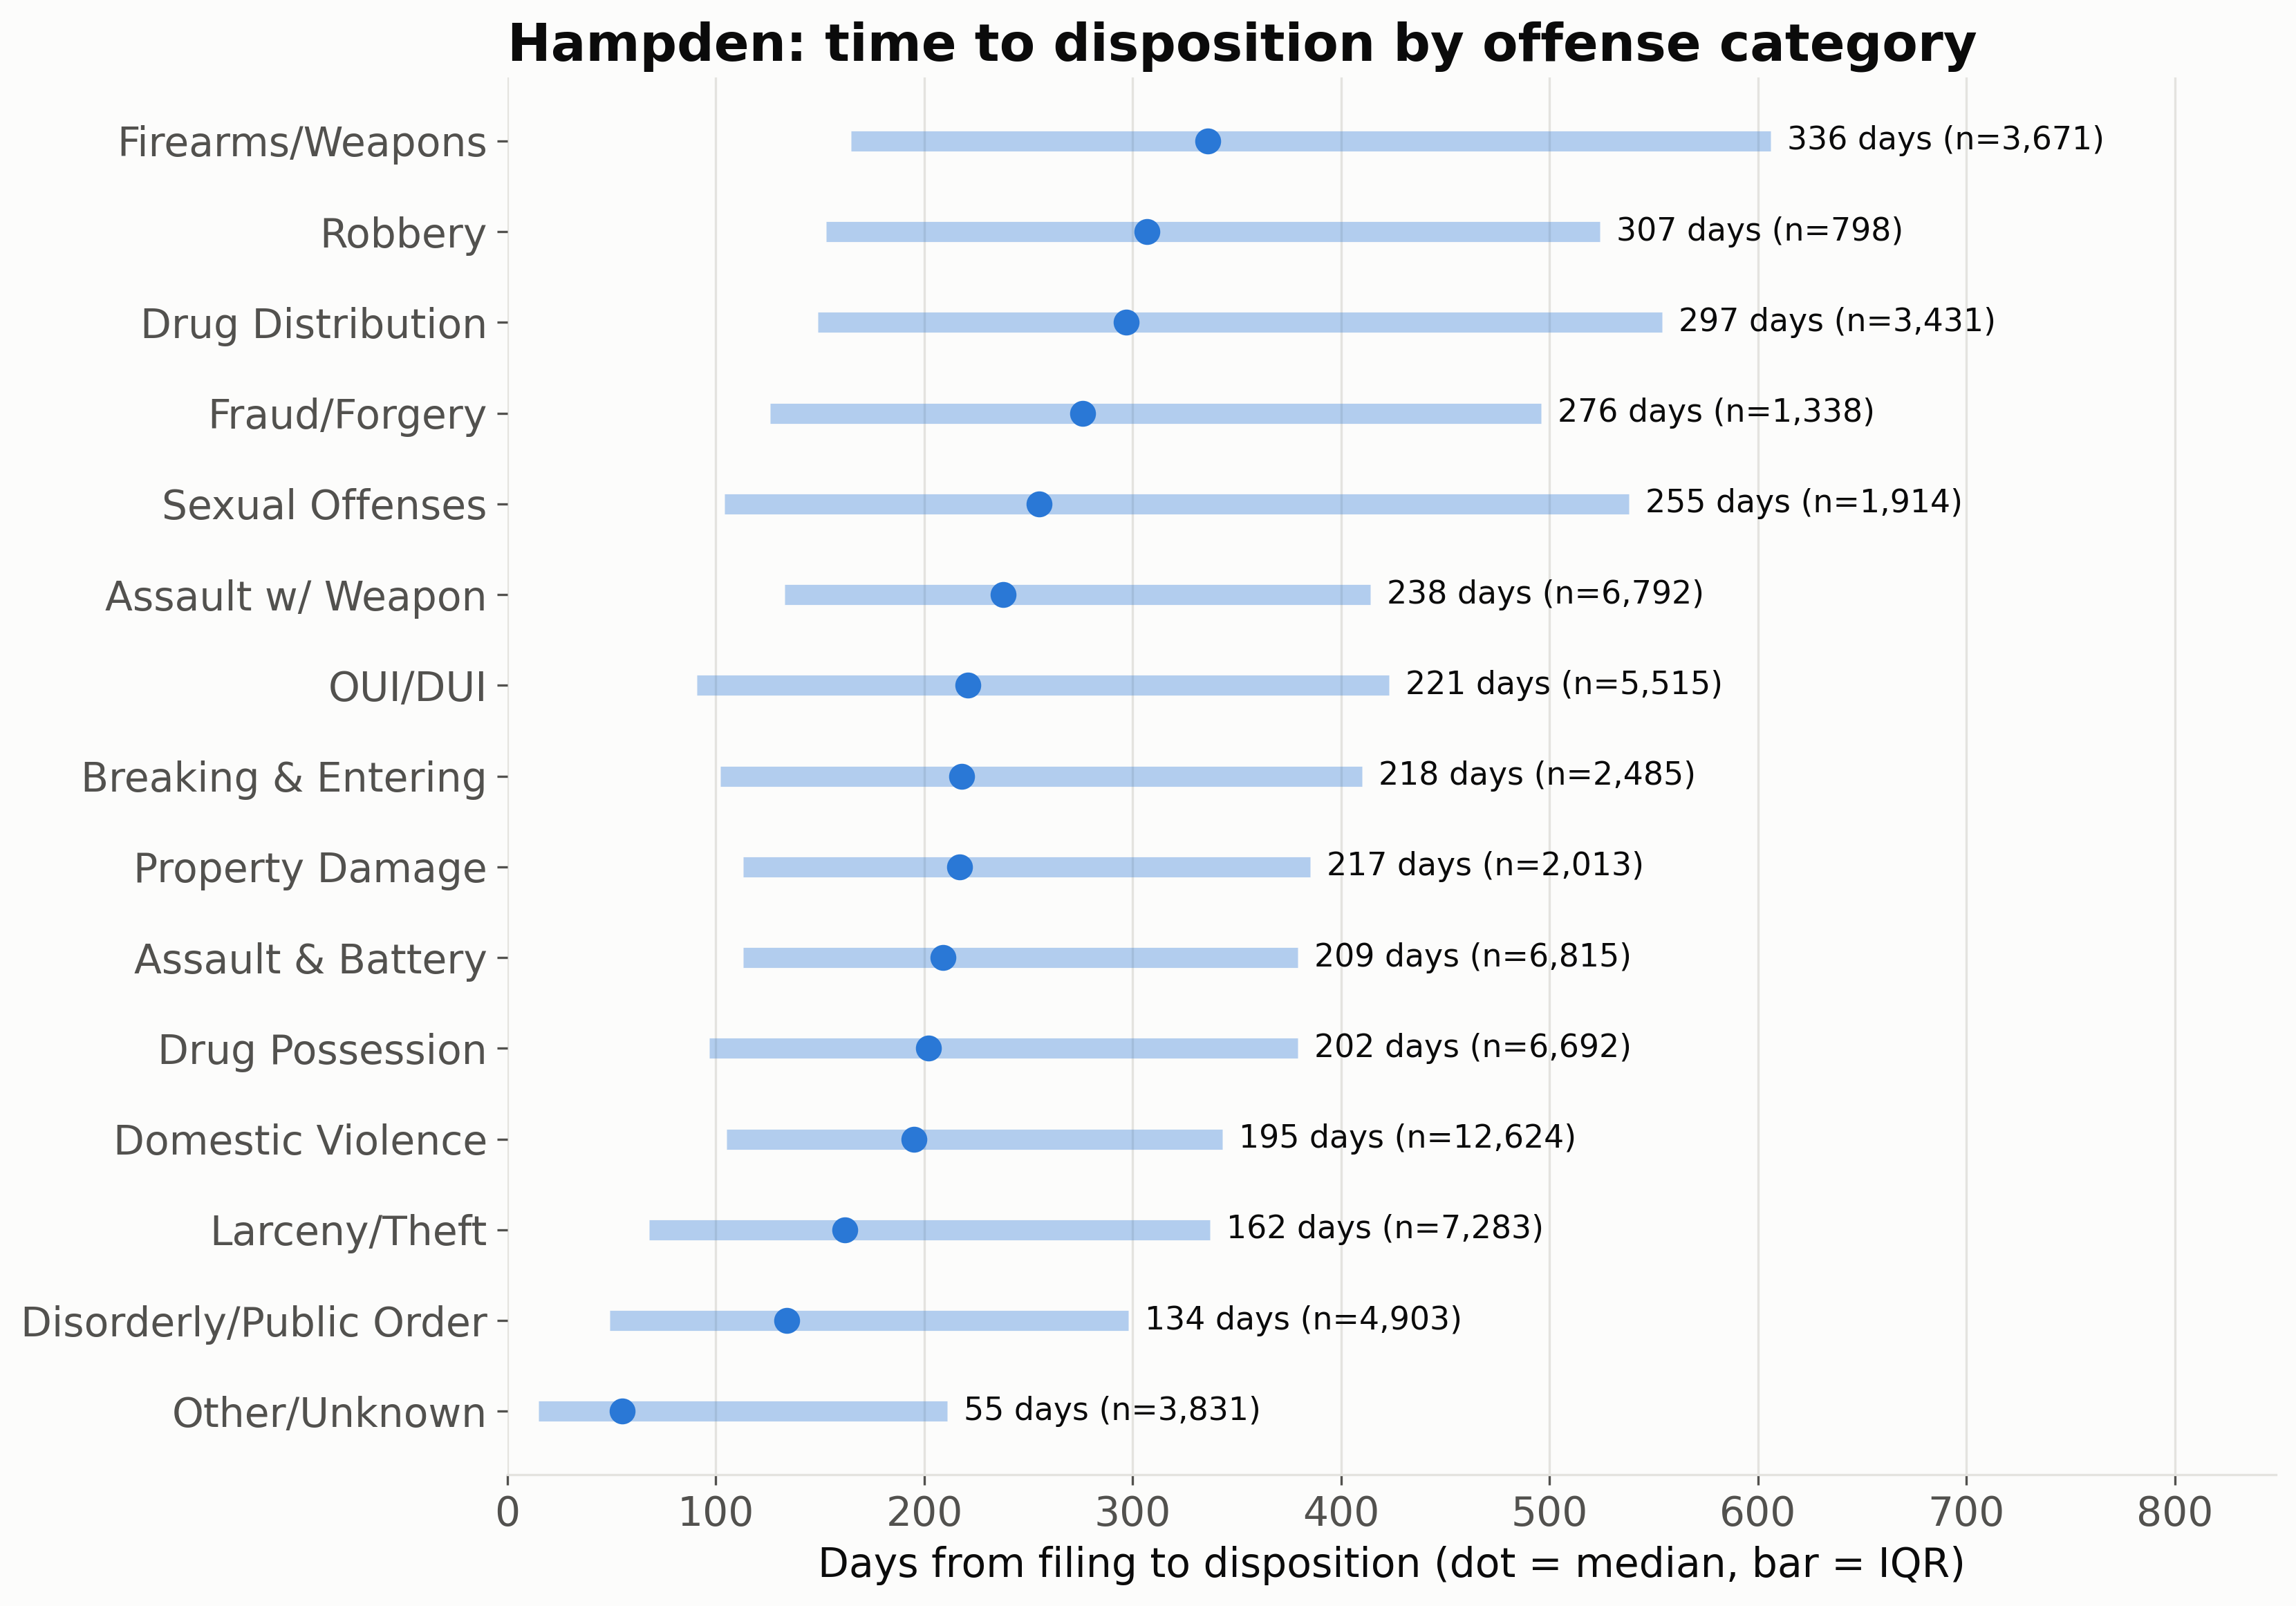 Hampden: time to disposition by offense category
Firearms/Weapons
336 days (n=3,671)
Robbery
307 days (n=798)
Drug Distribution
297 days (n=3,431)
Fraud/Forgery
276 days (n=1,338)
Sexual Offenses
255 days (n=1,914)
Assault w/ Weapon
238 days (n=6,792)
OUI/DUI
221 days (n=5,515)
Breaking & Entering
218 days (n=2,485)
Property Damage
217 days (n=2,013)
Assault & Battery
209 days (n=6,815)
Drug Possession
202 days (n=6,692)
Domestic Violence
195 days (n=12,624)
Larceny/Theft
162 days (n=7,283)
Disorderly/Public Order
134 days (n=4,903)
Other/Unknown
55 days (n=3,831)
0 100 200 300 400 500 600 700 800
Days from filing to disposition (dot = median, bar = IQR)